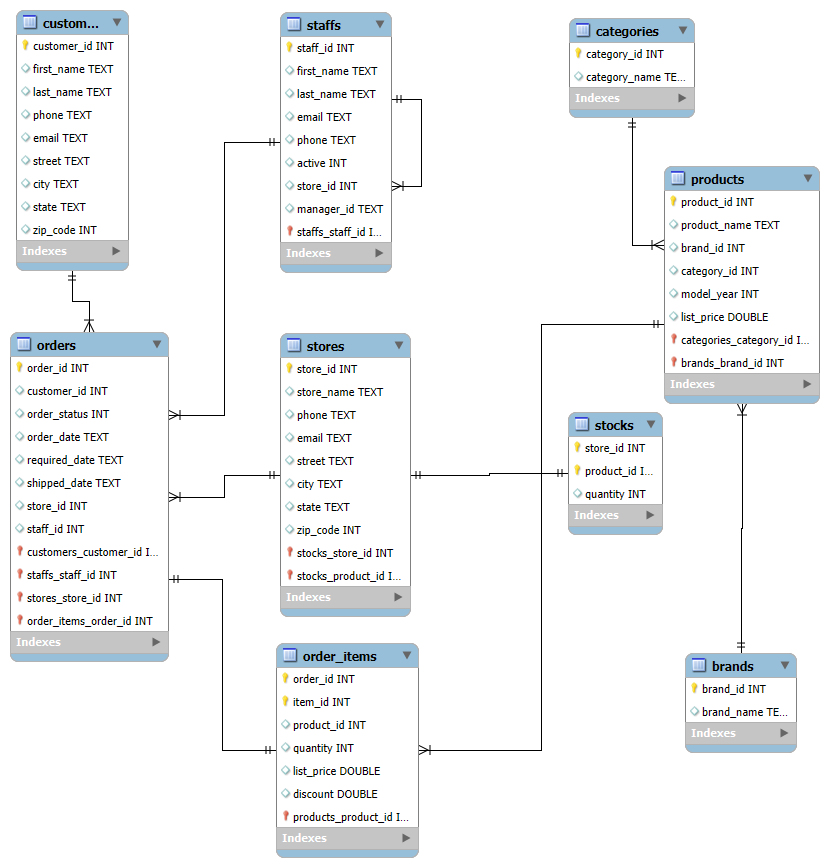 custom...
customer_id INT
first_name TEXT
last_name TEXT
phone TEXT
email TEXT
street TEXT
city TEXT
state TEXT
zip_code INT
Indexes
staffs
staff_id INT
first_name TEXT
last_name TEXT
email TEXT
phone TEXT
active INT
store_id INT
manager_id TEXT
staffs_staff_id I...
Indexes
categories
category_id INT
category_name TE...
Indexes
products
product_id INT
product_name TEXT
brand_id INT
category_id INT
model_year INT
list_price DOUBLE
categories_category_id I...
brands_brand_id INT
Indexes
orders
order_id INT
customer_id INT
order_status INT
order_date TEXT
required_date TEXT
shipped_date TEXT
store_id INT
staff_id INT
customers_customer_id I...
staffs_staff_id INT
stores_store_id INT
order_items_order_id INT
Indexes
stores
store_id INT
store_name TEXT
phone TEXT
email TEXT
street TEXT
city TEXT
state TEXT
zip_code INT
stocks_store_id INT
stocks_product_id I...
Indexes
stocks
store_id INT
product_id I...
quantity INT
Indexes
order_items
order_id INT
item_id INT
product_id INT
quantity INT
list_price DOUBLE
discount DOUBLE
products_product_id I...
Indexes
brands
brand_id INT
brand_name TE...
Indexes